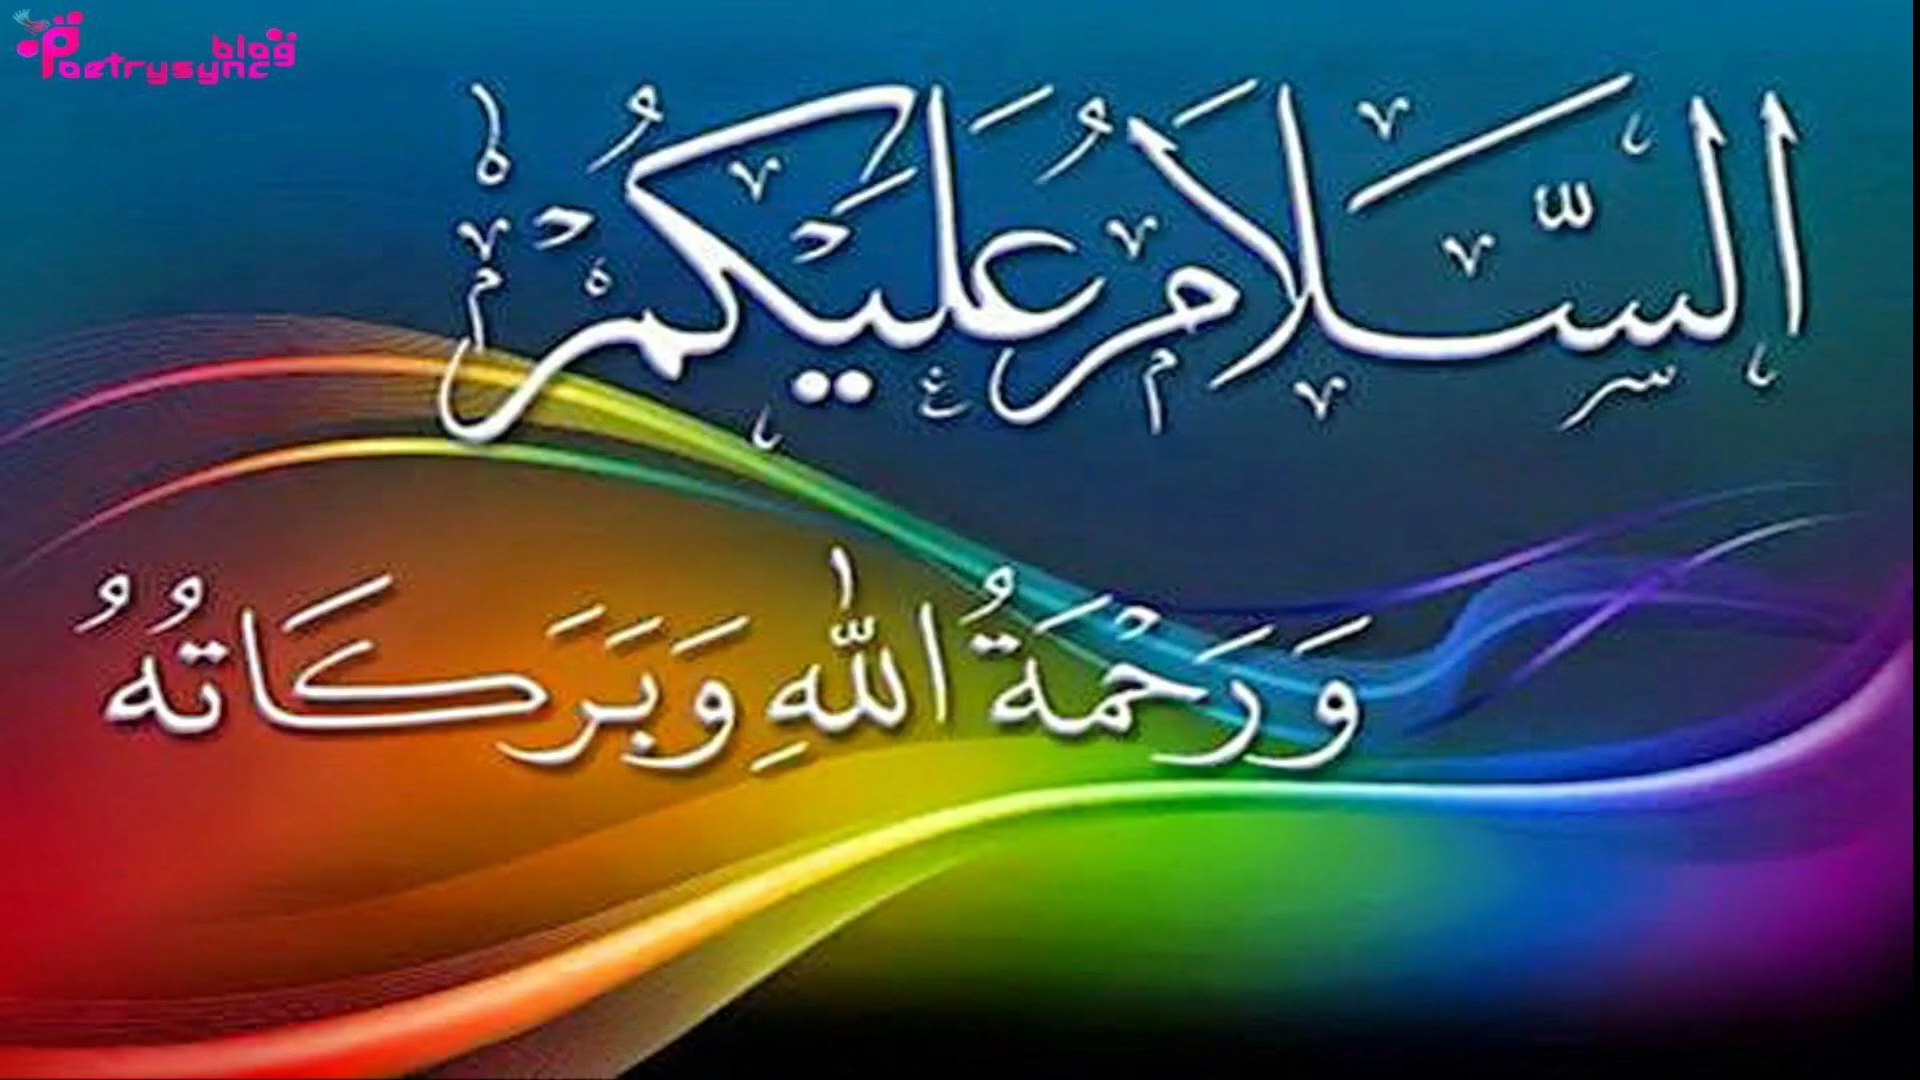 Poetrysync blog
السَّلَامُ عَلَيْكُمْ
وَرَحْمَةُ اللهِ وَبَرَكَاتُهُ